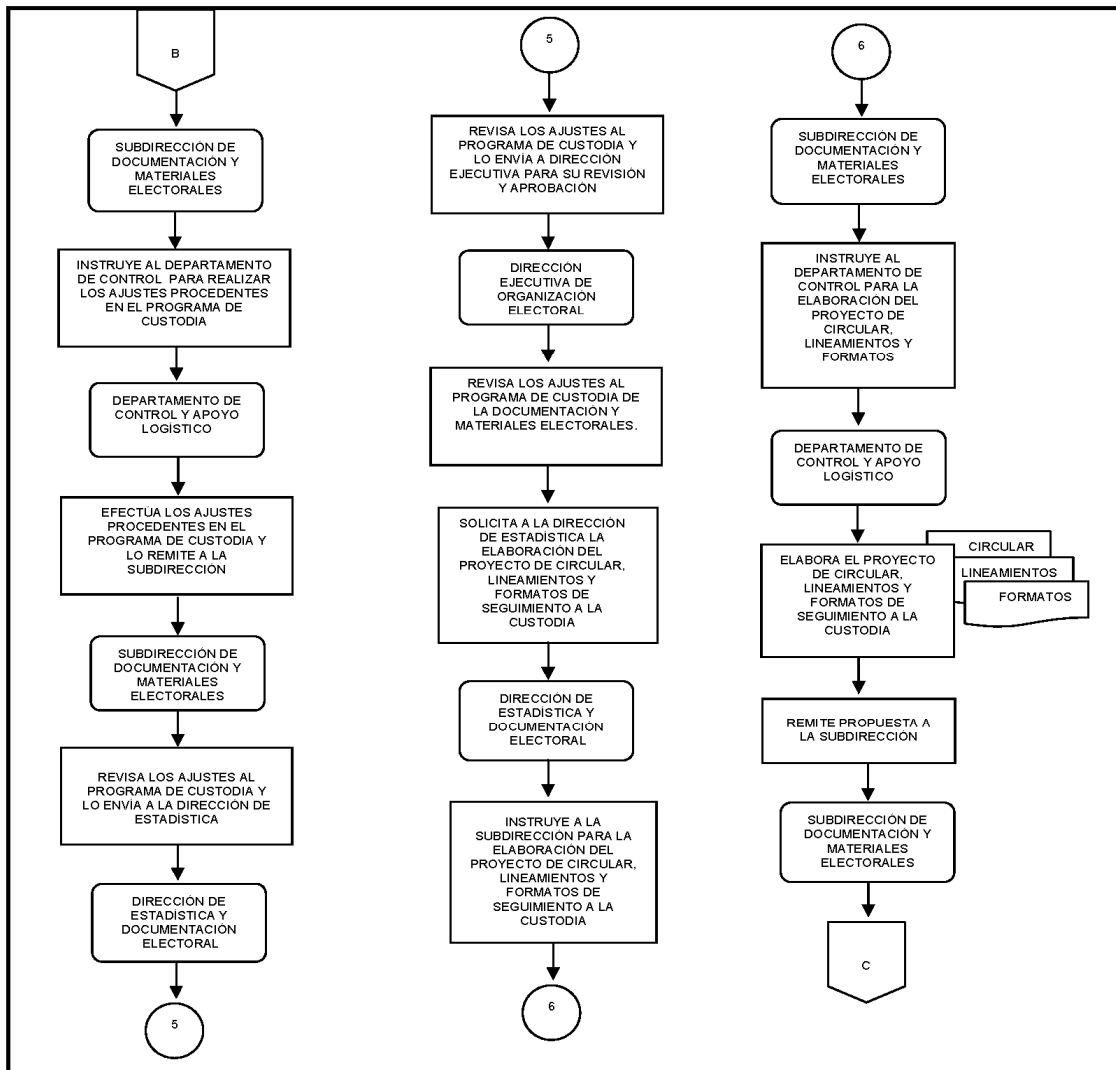 B
SUBDIRECCIÓN DE
DOCUMENTACIÓN Y
MATERIALES
ELECTORALES
INSTRUYE AL DEPARTAMENTO
DE CONTROL PARA REALIZAR
LOS AJUSTES PROCEDENTES
EN EL PROGRAMA DE
CUSTODIA
DEPARTAMENTO DE
CONTROL Y APOYO
LOGÍSTICO
EFECTÚA LOS AJUSTES
PROCEDENTES EN EL
PROGRAMA DE CUSTODIA Y
LO REMITE A LA
SUBDIRECCIÓN
SUBDIRECCIÓN DE
DOCUMENTACIÓN Y
MATERIALES
ELECTORALES
REVISA LOS AJUSTES AL
PROGRAMA DE CUSTODIA Y
LO ENVÍA A LA DIRECCIÓN DE
ESTADÍSTICA
DIRECCIÓN DE
ESTADÍSTICA Y
DOCUMENTACIÓN
ELECTORAL
5
5
REVISA LOS AJUSTES AL
PROGRAMA DE CUSTODIA Y
LO ENVÍA A DIRECCIÓN
EJECUTIVA PARA SU REVISIÓN
Y APROBACIÓN
DIRECCIÓN
EJECUTIVA DE
ORGANIZACIÓN
ELECTORAL
REVISA LOS AJUSTES AL
PROGRAMA DE CUSTODIA DE
LA DOCUMENTACIÓN Y
MATERIALES ELECTORALES.
SOLICITA A LA DIRECCIÓN
DE ESTADÍSTICA LA
ELABORACIÓN DEL
PROYECTO DE CIRCULAR,
LINEAMIENTOS Y
FORMATOS DE
SEGUIMIENTO A LA
CUSTODIA
DIRECCIÓN DE
ESTADÍSTICA Y
DOCUMENTACIÓN
ELECTORAL
INSTRUYE A LA
SUBDIRECCIÓN PARA LA
ELABORACIÓN DEL
PROYECTO DE CIRCULAR,
LINEAMIENTOS Y
FORMATOS DE
SEGUIMIENTO A LA
CUSTODIA
6
6
SUBDIRECCIÓN DE
DOCUMENTACIÓN Y
MATERIALES
ELECTORALES
INSTRUYE AL
DEPARTAMENTO DE
CONTROL PARA LA
ELABORACIÓN DEL
PROYECTO DE
CIRCULAR,
LINEAMIENTOS Y
FORMATOS
DEPARTAMENTO DE
CONTROL Y APOYO
LOGÍSTICO
ELABORA EL PROYECTO
DE CIRCULAR,
LINEAMIENTOS Y
FORMATOS DE
SEGUIMIENTO A LA
CUSTODIA
CIRCULAR
LINEAMIENTOS
FORMATOS
REMITE PROPUESTA A
LA SUBDIRECCIÓN
SUBDIRECCIÓN DE
DOCUMENTACIÓN Y
MATERIALES
ELECTORALES
C